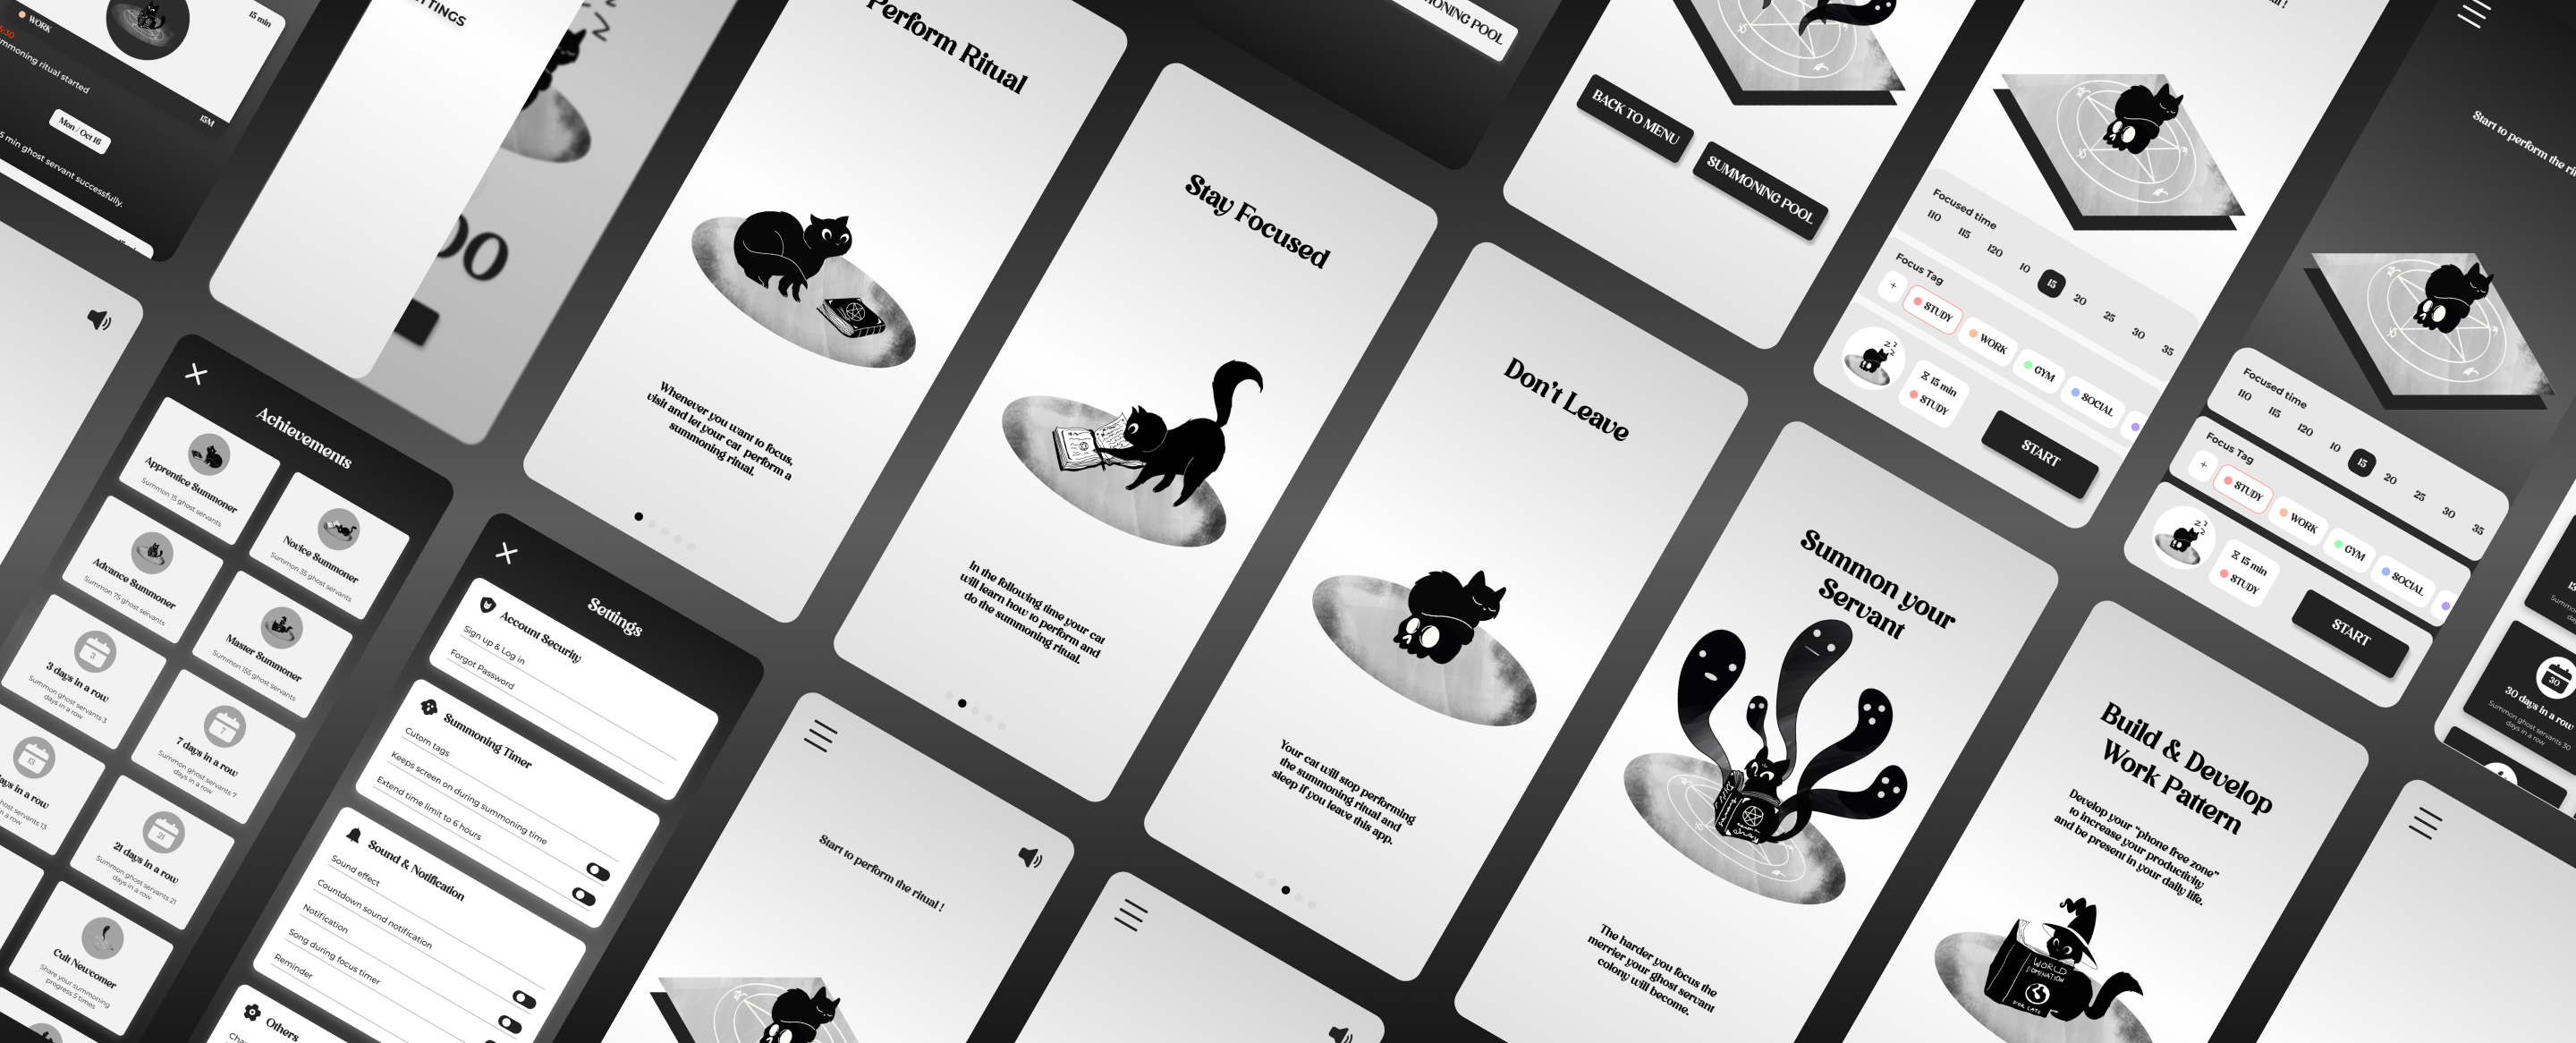 WORK
15 min
mmoning ritual started
15M
Mon / Oct 16
5 min ghost servant successfully.
TTINGS
Perform Ritual
Whenever you want to focus,
visit and let your cat perform a
summoning ritual.
Stay Focused
In the following time your cat
will learn how to perform and
do the summoning ritual.
Don't Leave
Your cat will stop performing
the summoning ritual and
sleep if you leave this app.
Summon your
Servant
The harder you focus the
merrier your ghost servant
colony will become.
Build & Develop
Work Pattern
Develop your "phone free zone"
to increase your productivity
and be present in your daily life.
WORLD
DOMINATION
FOR CATS
MONING POOL
BACK TO MENU
SUMMONING POOL
Focused time
110
115
120
10
15
20
25
30
35
Focus Tag
+
STUDY
WORK
GYM
SOCIAL
15 min
STUDY
START
Start to perform the ri
Focused time
110
115
120
10
15
20
25
30
35
Focus Tag
+
STUDY
WORK
GYM
SOCIAL
15 min
STUDY
START
30
30 days in a row
Summon ghost servants 30
days in a row
Achievements
Apprentice Summoner
Summon 15 ghost servants
Novice Summoner
Summon 35 ghost servants
Advance Summoner
Summon 75 ghost servants
Master Summoner
Summon 155 ghost servants
3
3 days in a row
Summon ghost servants 3
days in a row
7
7 days in a row
Summon ghost servants 7
days in a row
13
days in a row
host servants 13
in a row
21
21 days in a row
Summon ghost servants 21
days in a row
Cult Newcomer
Share your summoning
progress 5 times
Settings
Account Security
Sign up & Log in
Forgot Password
Summoning Timer
Cutom tags
Keeps screen on during summoning time
Extend time limit to 6 hours
Sound & Notification
Sound effect
Countdown sound notification
Notification
Song during focus timer
Reminder
Others
Start to perform the ritual !